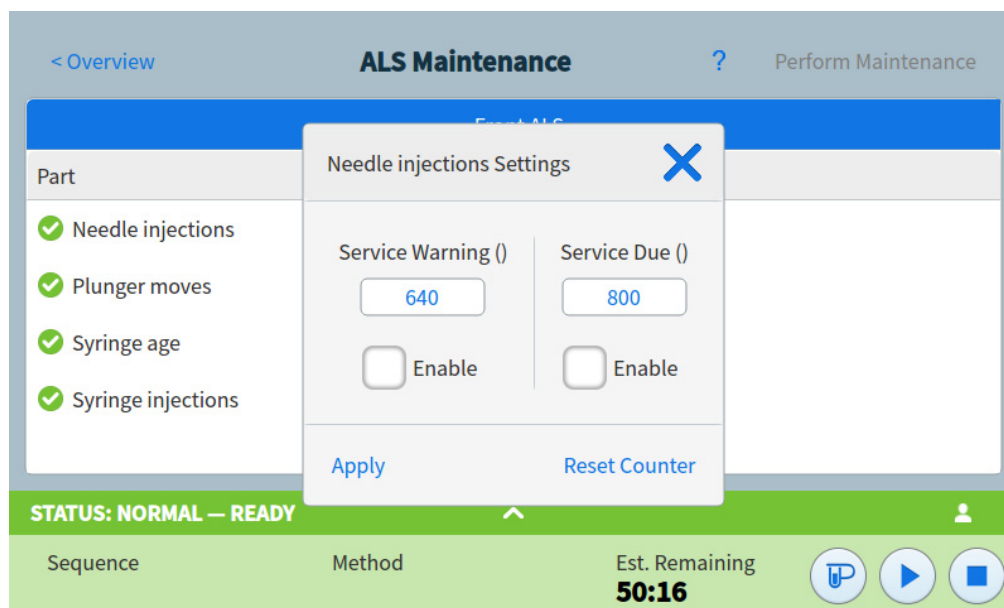 < Overview
ALS Maintenance
?
Perform Maintenance
Part
Needle injections
Plunger moves
Syringe age
Syringe injections
Needle injections Settings
Service Warning ()
640
Enable
Service Due ()
800
Enable
Apply
Reset Counter
STATUS: NORMAL — READY
Sequence
Method
Est. Remaining
50:16